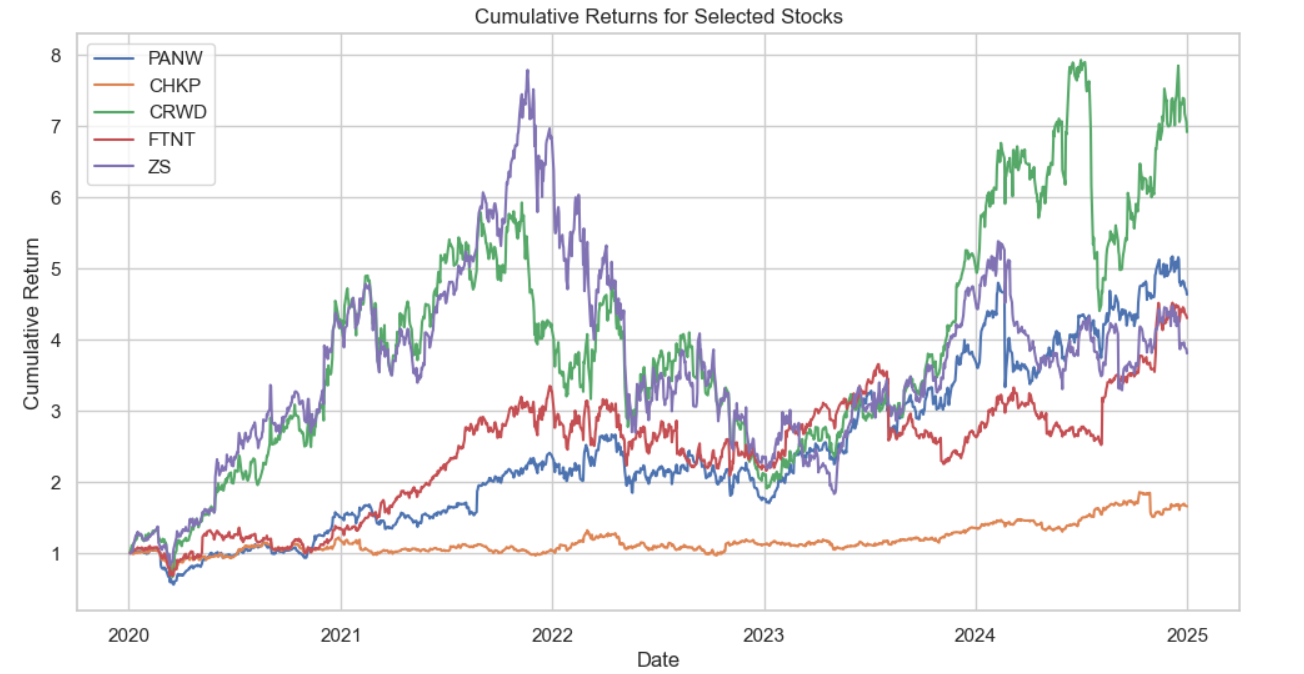 Cumulative Returns for Selected Stocks
8
7
6
5
4
3
2
1
Cumulative Return
PANW
CHKP
CRWD
FTNT
ZS
2020 2021 2022 2023 2024 2025
Date